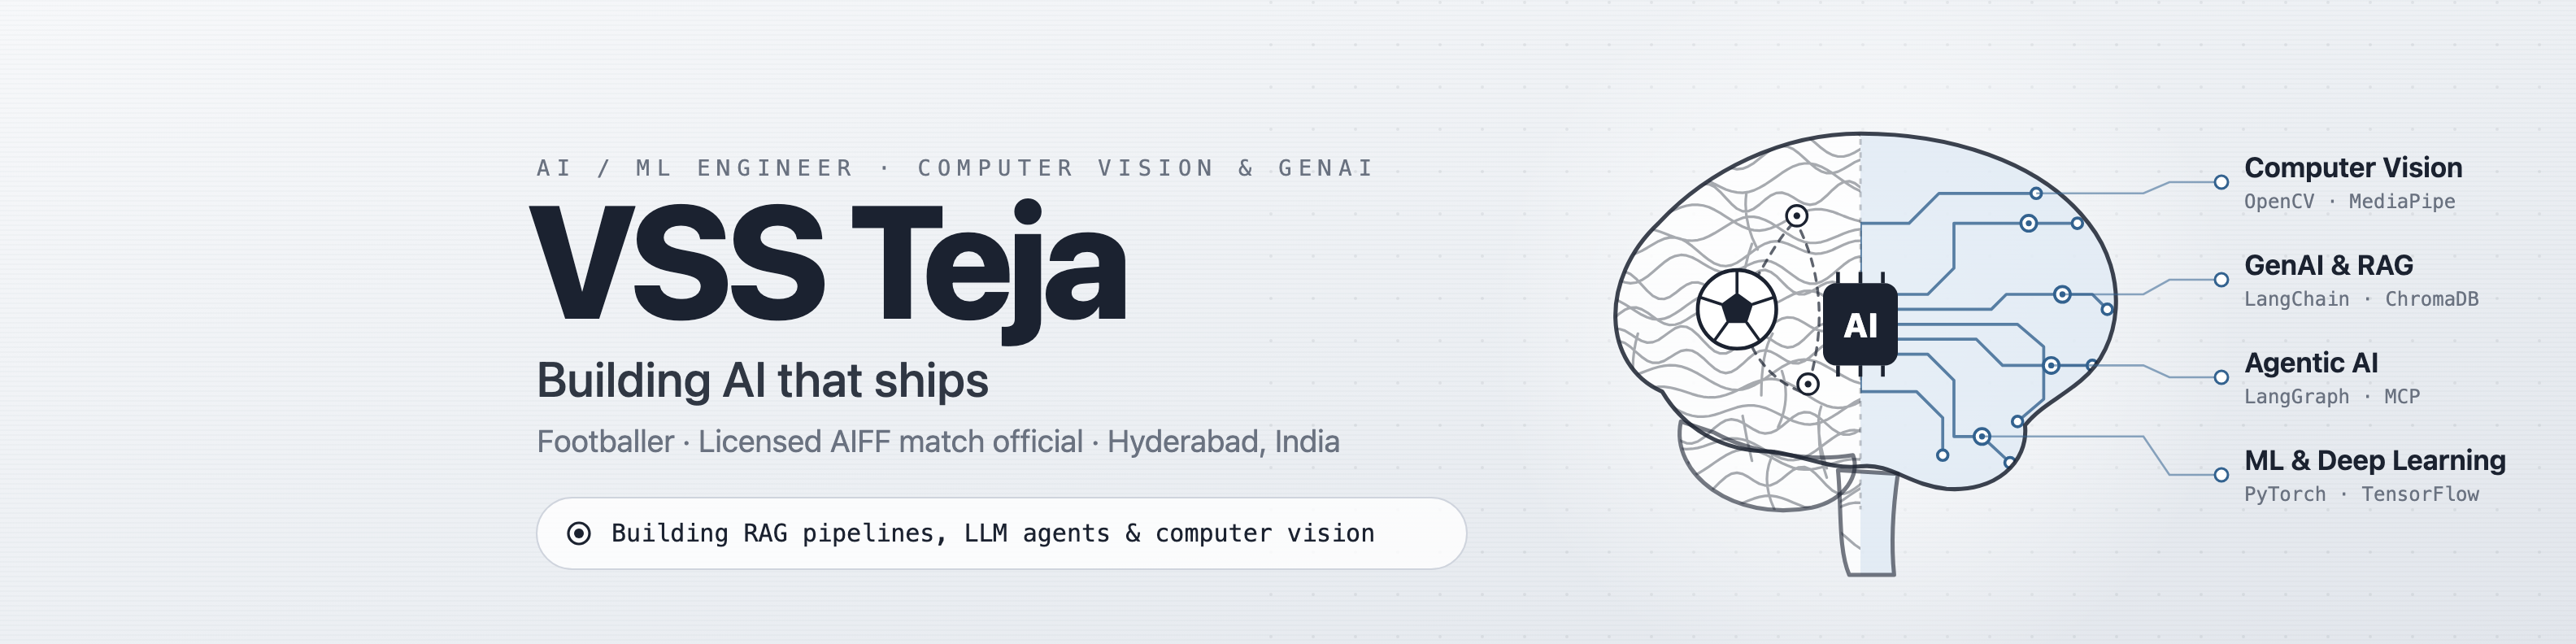 AI / ML ENGINEER · COMPUTER VISION & GENAI
VSS Teja
Building AI that ships
Footballer · Licensed AIFF match official · Hyderabad, India
Building RAG pipelines, LLM agents & computer vision
AI
Computer Vision
OpenCV · MediaPipe
GenAI & RAG
LangChain · ChromaDB
Agentic AI
LangGraph · MCP
ML & Deep Learning
PyTorch · TensorFlow